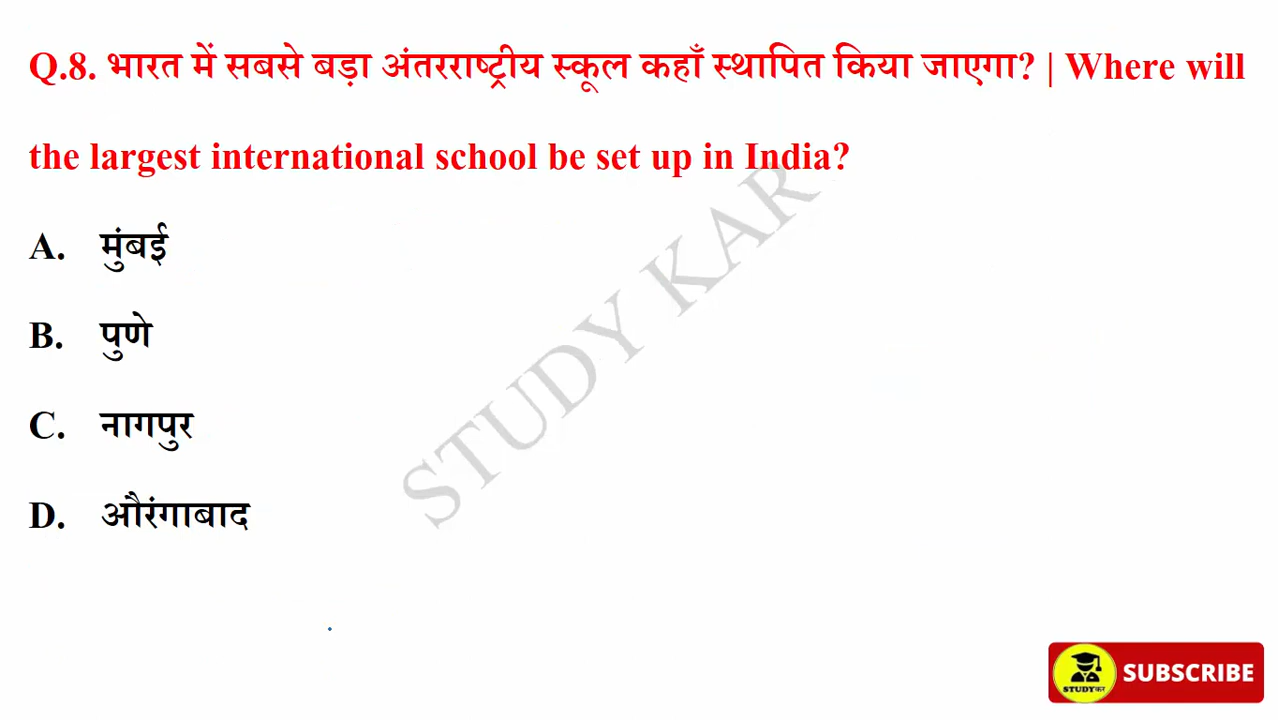 Q.8. भारत में सबसे बड़ा अंतरराष्ट्रीय स्कूल कहाँ स्थापित किया जाएगा? | Where will
the largest international school be set up in India?
A. मुंबई
B. पुणे
C. नागपुर
D. औरंगाबाद
STUDY KAR
STUDYकर
SUBSCRIBE